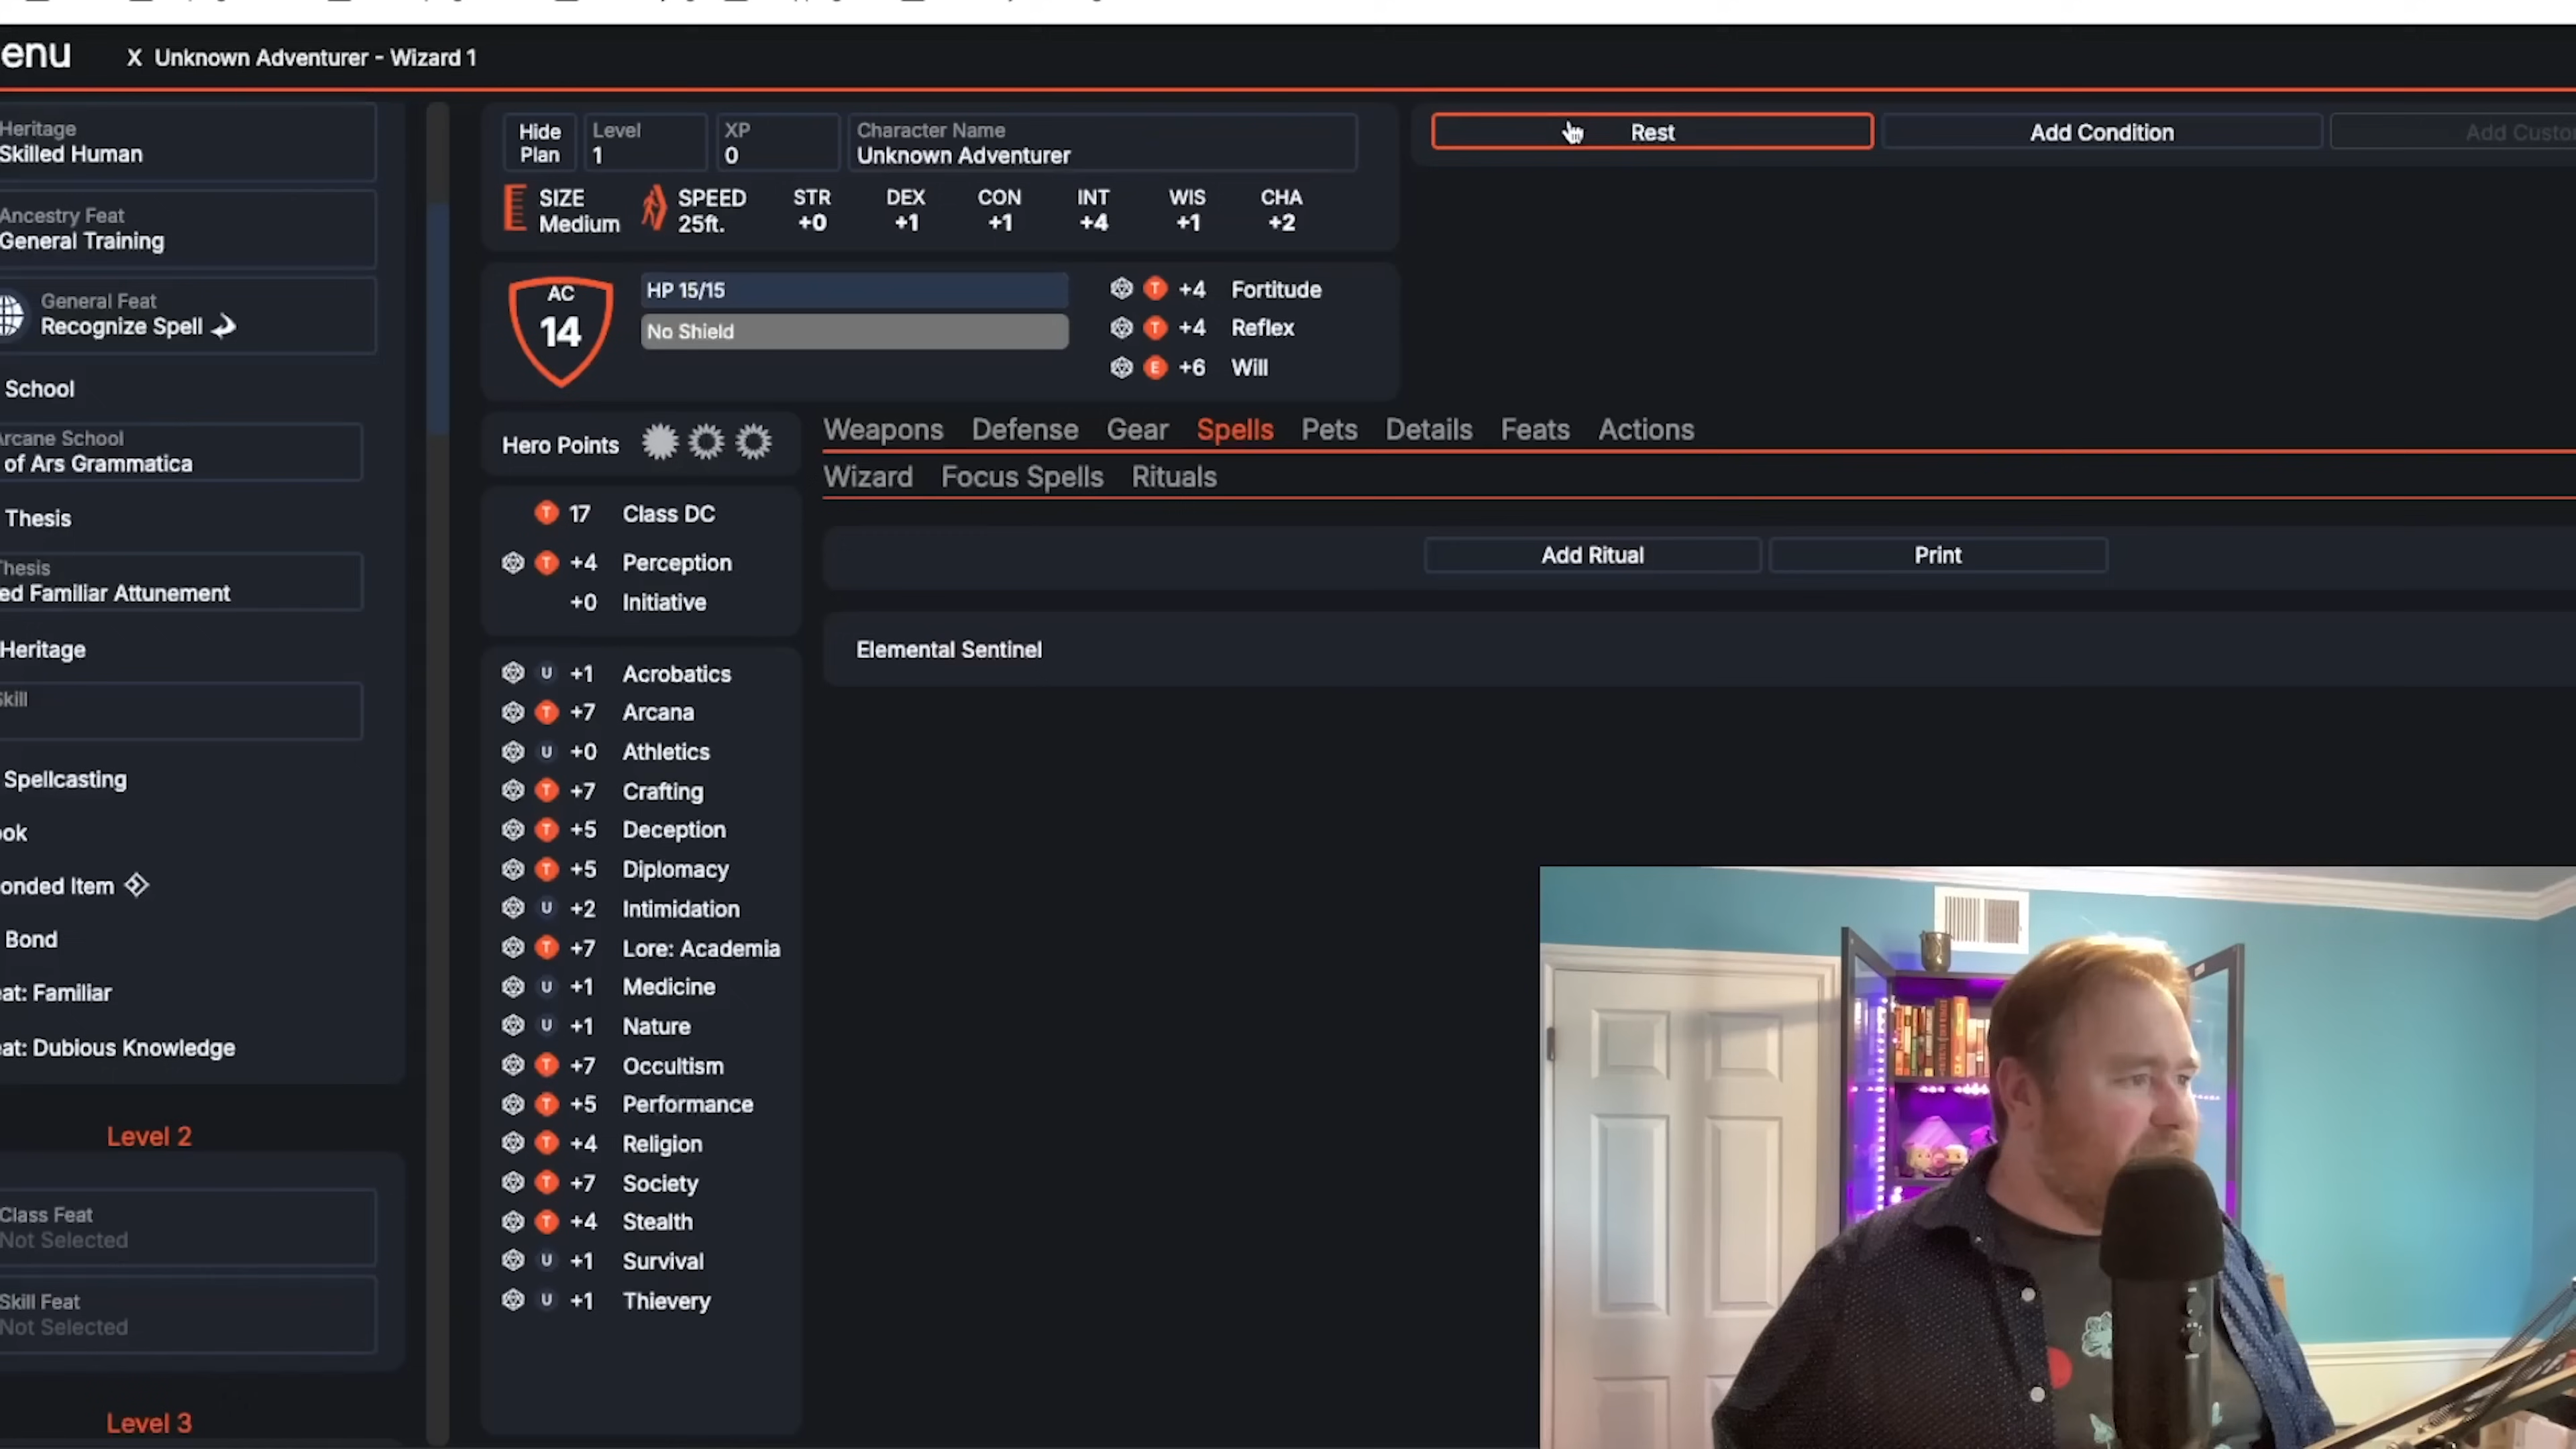 enu
X Unknown Adventurer - Wizard 1
Heritage
Skilled Human
Ancestry Feat
General Training
General Feat
Recognize Spell
School
Arcane School
of Ars Grammatica
Thesis
Thesis
ed Familiar Attunement
Heritage
Skill
Spellcasting
ook
onded Item
Bond
eat: Familiar
eat: Dubious Knowledge
Level 2
Class Feat
Not Selected
Skill Feat
Not Selected
Level 3
Hide
Plan
Level
1
XP
0
Character Name
Unknown Adventurer
SIZE
Medium
SPEED
25ft.
STR
+0
DEX
+1
CON
+1
INT
+4
WIS
+1
CHA
+2
AC
14
HP 15/15
No Shield
T +4 Fortitude
T +4 Reflex
E +6 Will
Rest
Add Condition
Add Custo
Hero Points
T 17 Class DC
T +4 Perception
+0 Initiative
U +1 Acrobatics
T +7 Arcana
U +0 Athletics
T +7 Crafting
T +5 Deception
T +5 Diplomacy
U +2 Intimidation
T +7 Lore: Academia
U +1 Medicine
U +1 Nature
T +7 Occultism
T +5 Performance
T +4 Religion
T +7 Society
T +4 Stealth
U +1 Survival
U +1 Thievery
Weapons Defense Gear Spells Pets Details Feats Actions
Wizard Focus Spells Rituals
Add Ritual
Print
Elemental Sentinel